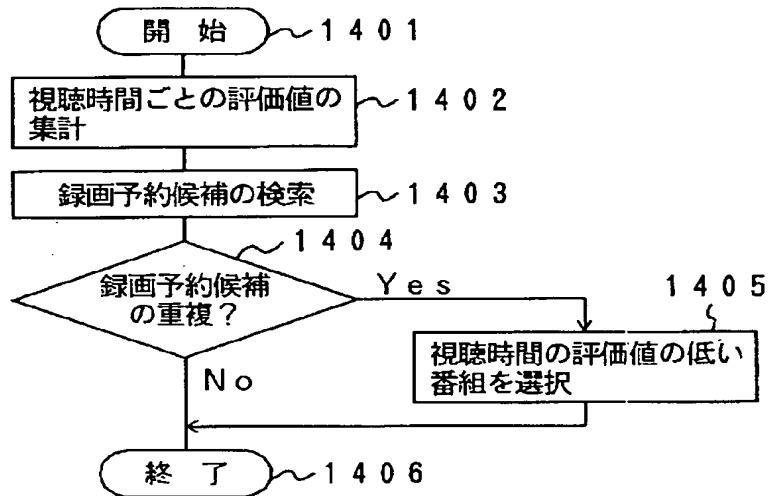 開 始
1401
視聴時間ごとの評価値の
集計
1402
録画予約候補の検索
1403
1404
録画予約候補
の重複?
Yes
1405
視聴時間の評価値の低い
番組を選択
No
終 了
1406